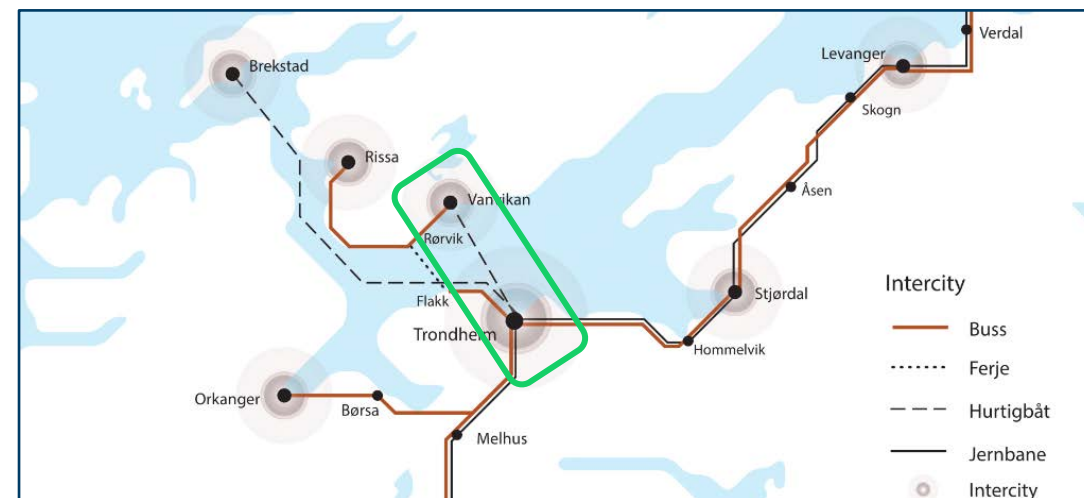 Verdal
Levanger
Brekstad
Skogn
Rissa
Åsen
Vanvikan
Rørvik
Intercity
Stjørdal
Flakk
Buss
Trondheim
Hommelvik
Ferje
Orkanger
Børsa
Hurtigbåt
Melhus
Jernbane
Intercity